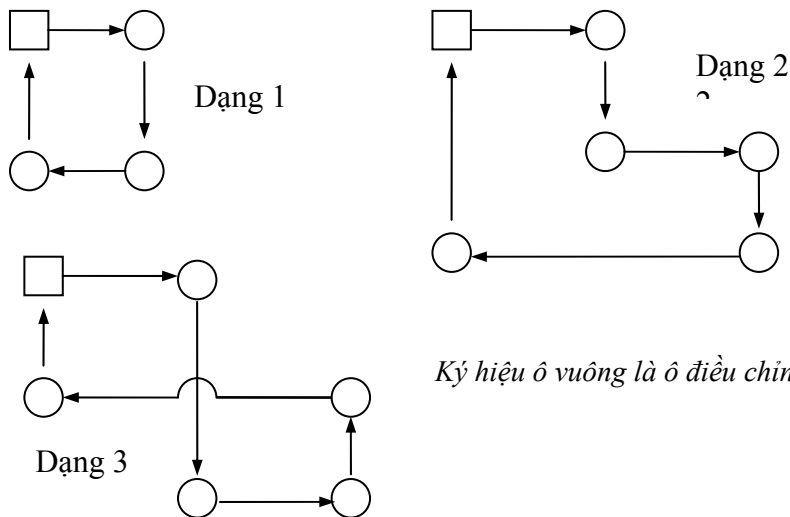 Dạng 1
Dạng 2
Ký hiệu ô vuông là ô điều chỉn
Dạng 3